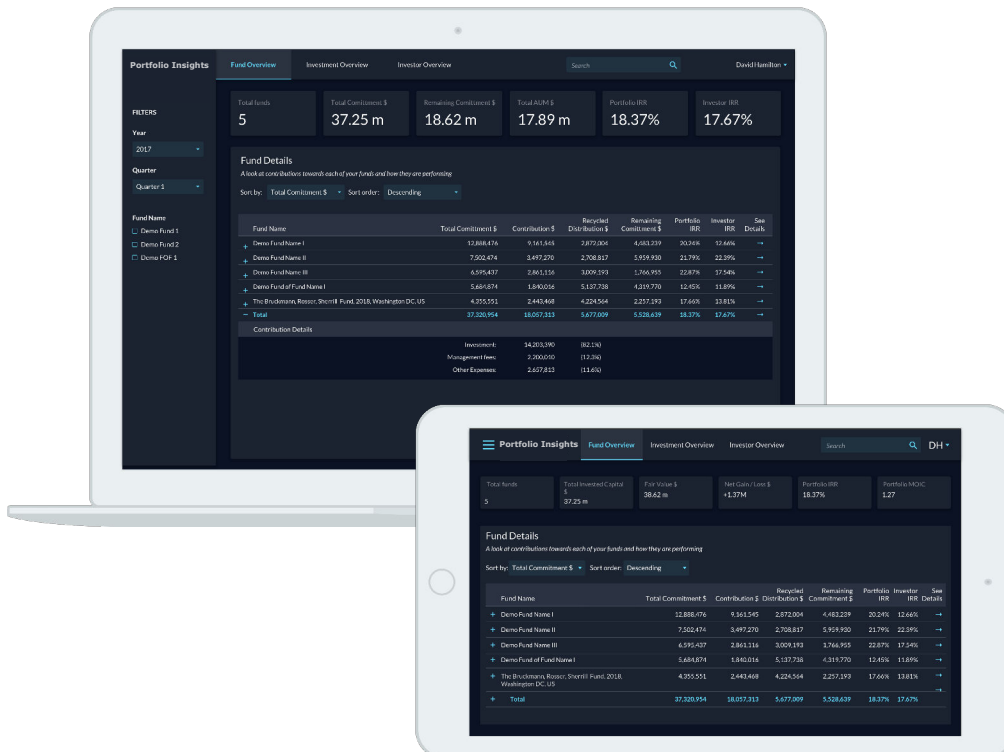 Portfolio Insights Fund Overview Investment Overview Investor Overview Search David Hamilton
FILTERS
Year
2017
Quarter
Quarter 1
Fund Name
Demo Fund 1
Demo Fund 2
Demo FOF 1
Total funds Total Comittment $ Remaining Comittment $ Total AUM $ Portfolio IRR Investor IRR
5 37.25 m 18.62 m 17.89 m 18.37% 17.67%
Fund Details
A look at contributions towards each of your funds and how they are performing
Sort by: Total Comittment $ Sort order: Descending
Fund Name Total Comittment $ Contribution $ Recycled Distribution $ Remaining Comittment $ Portfolio IRR Investor IRR See Details
+ Demo Fund Name I 12,888,476 9,161,545 2,872,004 4,483,239 20.24% 12.66% →
+ Demo Fund Name II 7,502,474 3,497,270 2,708,817 5,959,930 21.79% 22.39% →
+ Demo Fund Name III 6,595,437 2,861,116 3,009,193 1,766,955 22.87% 17.54% →
+ Demo Fund of Fund Name I 5,684,874 1,840,016 5,137,738 4,319,770 12.45% 11.89% →
+ The Bruckmann, Rosser, Sherrill Fund, 2018, Washington DC, US 4,355,551 2,443,468 4,224,564 2,257,193 17.66% 13.81% →
− Total 37,320,954 18,057,313 5,677,009 5,528,639 18.37% 17.67% →
Contribution Details
Investment: 14,203,390 (82.1%)
Management fees: 2,200,010 (12.3%)
Other Expenses: 2,657,813 (11.6%)
Portfolio Insights Fund Overview Investment Overview Investor Overview Search DH
Total funds Total Invested Capital $ Fair Value $ Net Gain / Loss $ Portfolio IRR Portfolio MOIC
5 37.25 m 38.62 m +1.37M 18.37% 1.27
Fund Details
A look at contributions towards each of your funds and how they are performing
Sort by: Total Commitment $ Sort order: Descending
Fund Name Total Commitment $ Contribution $ Recycled Distribution $ Remaining Commitment $ Portfolio IRR Investor IRR See Details
+ Demo Fund Name I 12,888,476 9,161,545 2,872,004 4,483,239 20.24% 12.66% →
+ Demo Fund Name II 7,502,474 3,497,270 2,708,817 5,959,930 21.79% 22.39% →
+ Demo Fund Name III 6,595,437 2,861,116 3,009,193 1,766,955 22.87% 17.54% →
+ Demo Fund of Fund Name I 5,684,874 1,840,016 5,137,738 4,319,770 12.45% 11.89% →
+ The Bruckmann, Rosser, Sherrill Fund, 2018, 4,355,551 2,443,468 4,224,564 2,257,193 17.66% 13.81% →
Washington DC, US →
+ Total 37,320,954 18,057,313 5,677,009 5,528,639 18.37% 17.67%